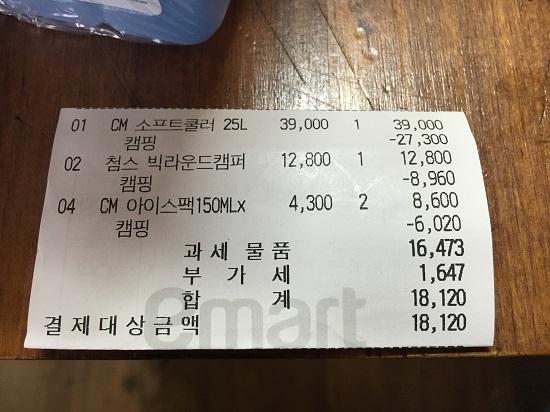 01 CM 소프트쿨러 25L 39,000 1 39,000
캠핑 -27,300
02 첨스 빅라운드캠퍼 12,800 1 12,800
캠핑 -8,960
04 CM 아이스팩150MLx 4,300 2 8,600
캠핑 -6,020
과 세 물 품 16,473
부 가 세 1,647
합 계 18,120
결 제 대 상 금 액 18,120
emart